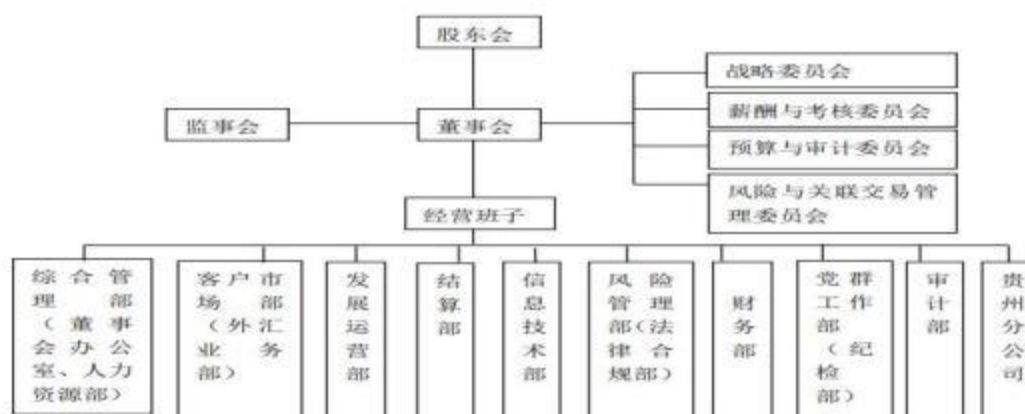 股东会
战略委员会
监事会
董事会
薪酬与考核委员会
预算与审计委员会
风险与关联交易管
理委员会
经营班子
综合管
理部
（董事
会办公
室、人力
资源部）
客户市
场部
（外汇
业务
部）
发
展
运
营
部
结
算
部
信
息
技
术
部
风险
管理
部（法
律合
规部）
财
务
部
党群
工作
部
（纪
检
部）
审
计
部
贵
州
分
公
司